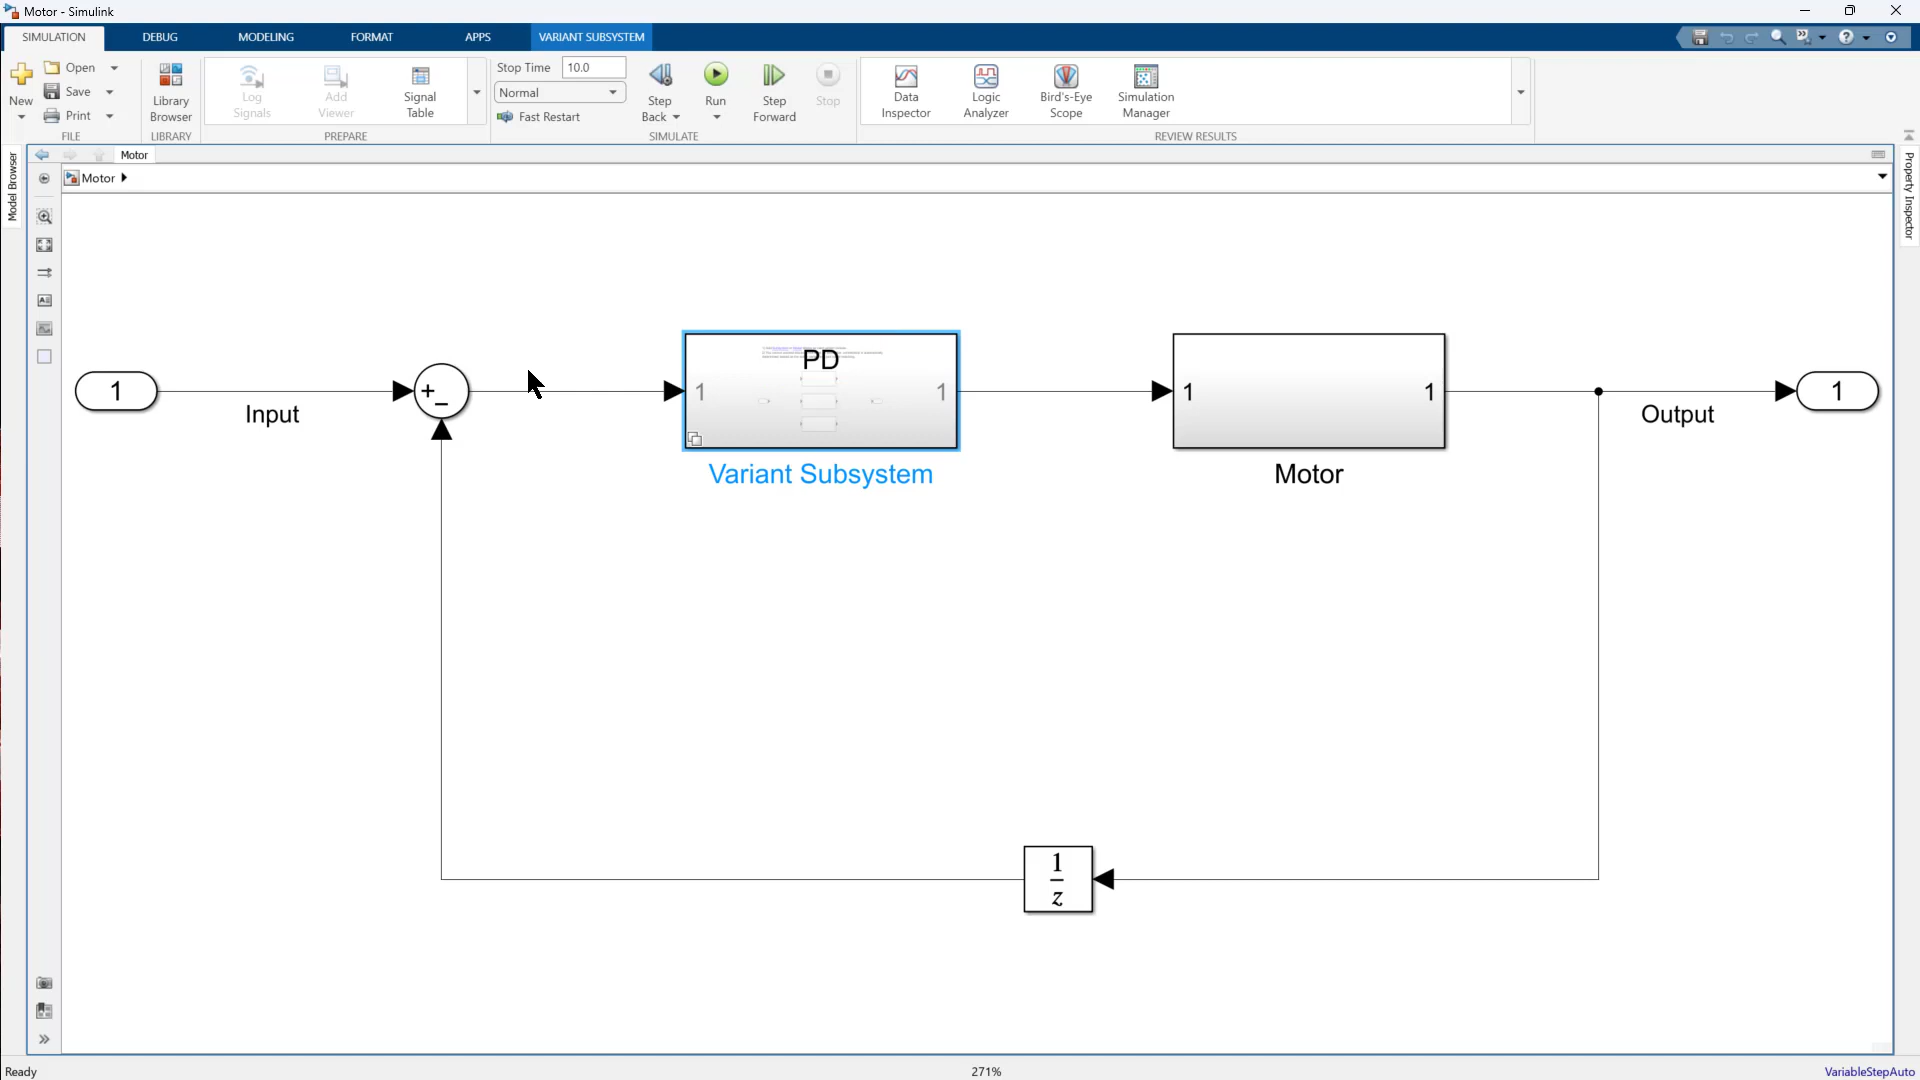 Motor - Simulink
SIMULATION DEBUG MODELING FORMAT APPS VARIANT SUBSYSTEM
New
Open
Save
Print
FILE
Library
Browser
LIBRARY
Log
Signals
Add
Viewer
Signal
Table
PREPARE
Stop Time 10.0
Normal
Fast Restart
Step
Back
Run
Step
Forward
Stop
SIMULATE
Data
Inspector
Logic
Analyzer
Bird's-Eye
Scope
Simulation
Manager
REVIEW RESULTS
Model Browser
Motor
Motor
Property Inspector
1
Input
+
−
PD
1
1
Variant Subsystem
1
1
Motor
Output
1
1
z
Ready
271%
VariableStepAuto